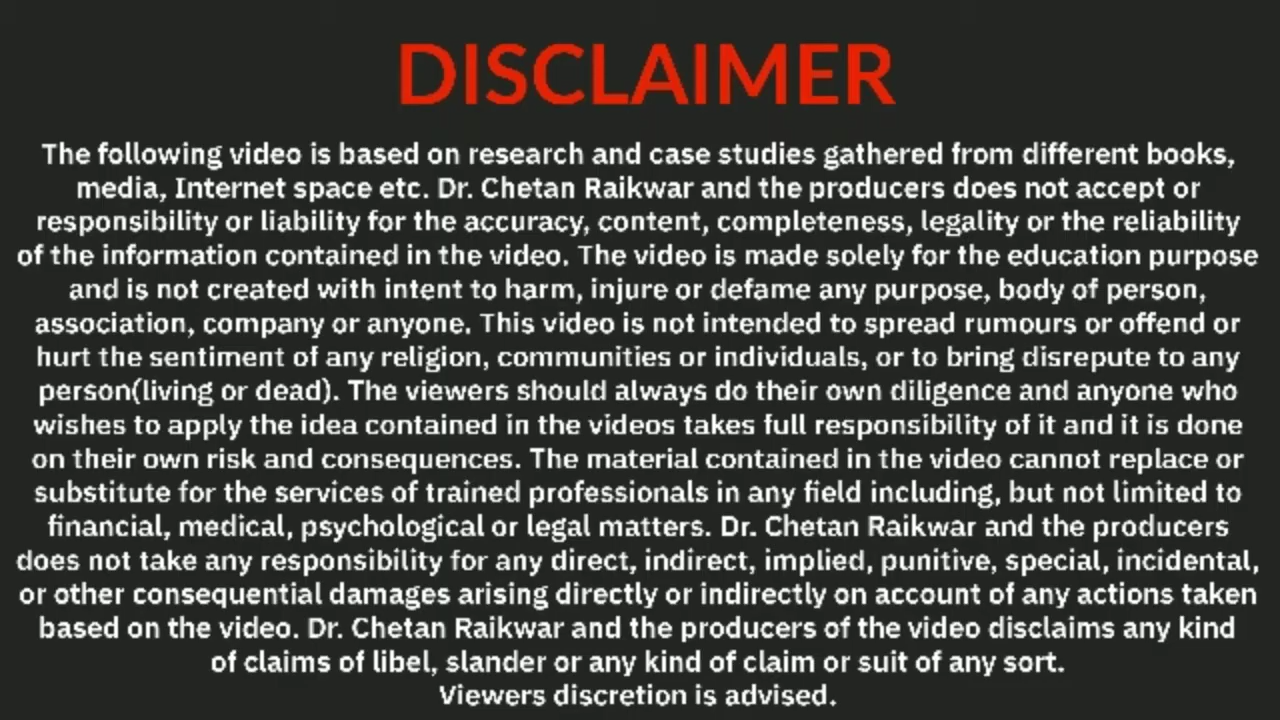 DISCLAIMER
The following video is based on research and case studies gathered from different books,
media, Internet space etc. Dr. Chetan Raikwar and the producers does not accept or
responsibility or liability for the accuracy, content, completeness, legality or the reliability
of the information contained in the video. The video is made solely for the education purpose
and is not created with intent to harm, injure or defame any purpose, body of person,
association, company or anyone. This video is not intended to spread rumours or offend or
hurt the sentiment of any religion, communities or individuals, or to bring disrepute to any
person(living or dead). The viewers should always do their own diligence and anyone who
wishes to apply the idea contained in the videos takes full responsibility of it and it is done
on their own risk and consequences. The material contained in the video cannot replace or
substitute for the services of trained professionals in any field including, but not limited to
financial, medical, psychological or legal matters. Dr. Chetan Raikwar and the producers
does not take any responsibility for any direct, indirect, implied, punitive, special, incidental,
or other consequential damages arising directly or indirectly on account of any actions taken
based on the video. Dr. Chetan Raikwar and the producers of the video disclaims any kind
of claims of libel, slander or any kind of claim or suit of any sort.
Viewers discretion is advised.